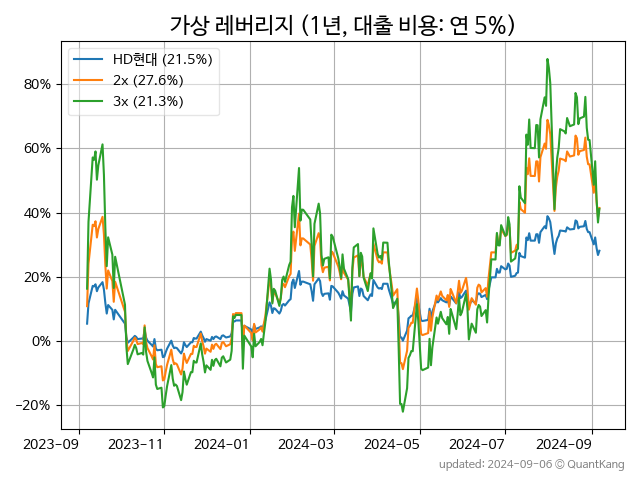 가상 레버리지 (1년, 대출 비용: 연 5%)
HD현대 (21.5%)
2x (27.6%)
3x (21.3%)
80%
60%
40%
20%
0%
−20%
2023-09
2023-11
2024-01
2024-03
2024-05
2024-07
2024-09
updated: 2024-09-06 © QuantKang